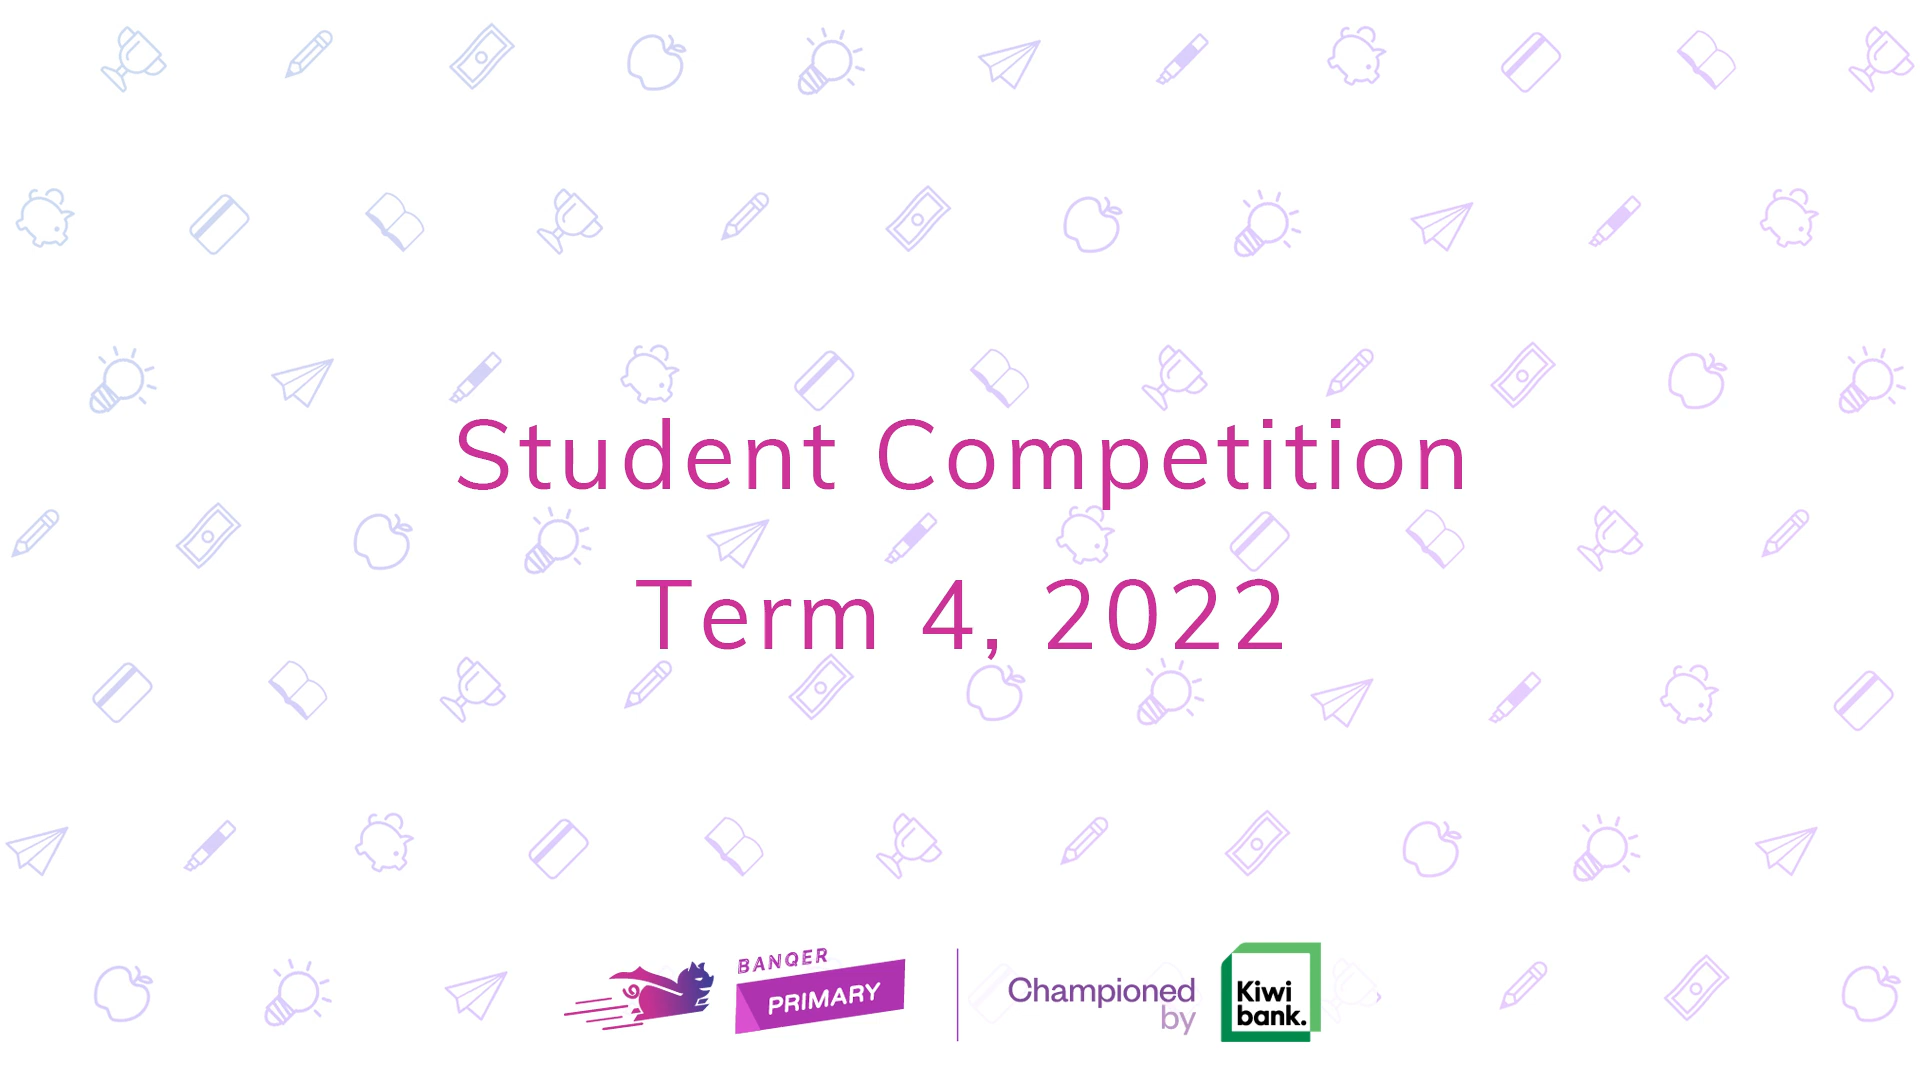 Student Competition
Term 4, 2022
BANQER
PRIMARY
Championed
by
Kiwi
bank.